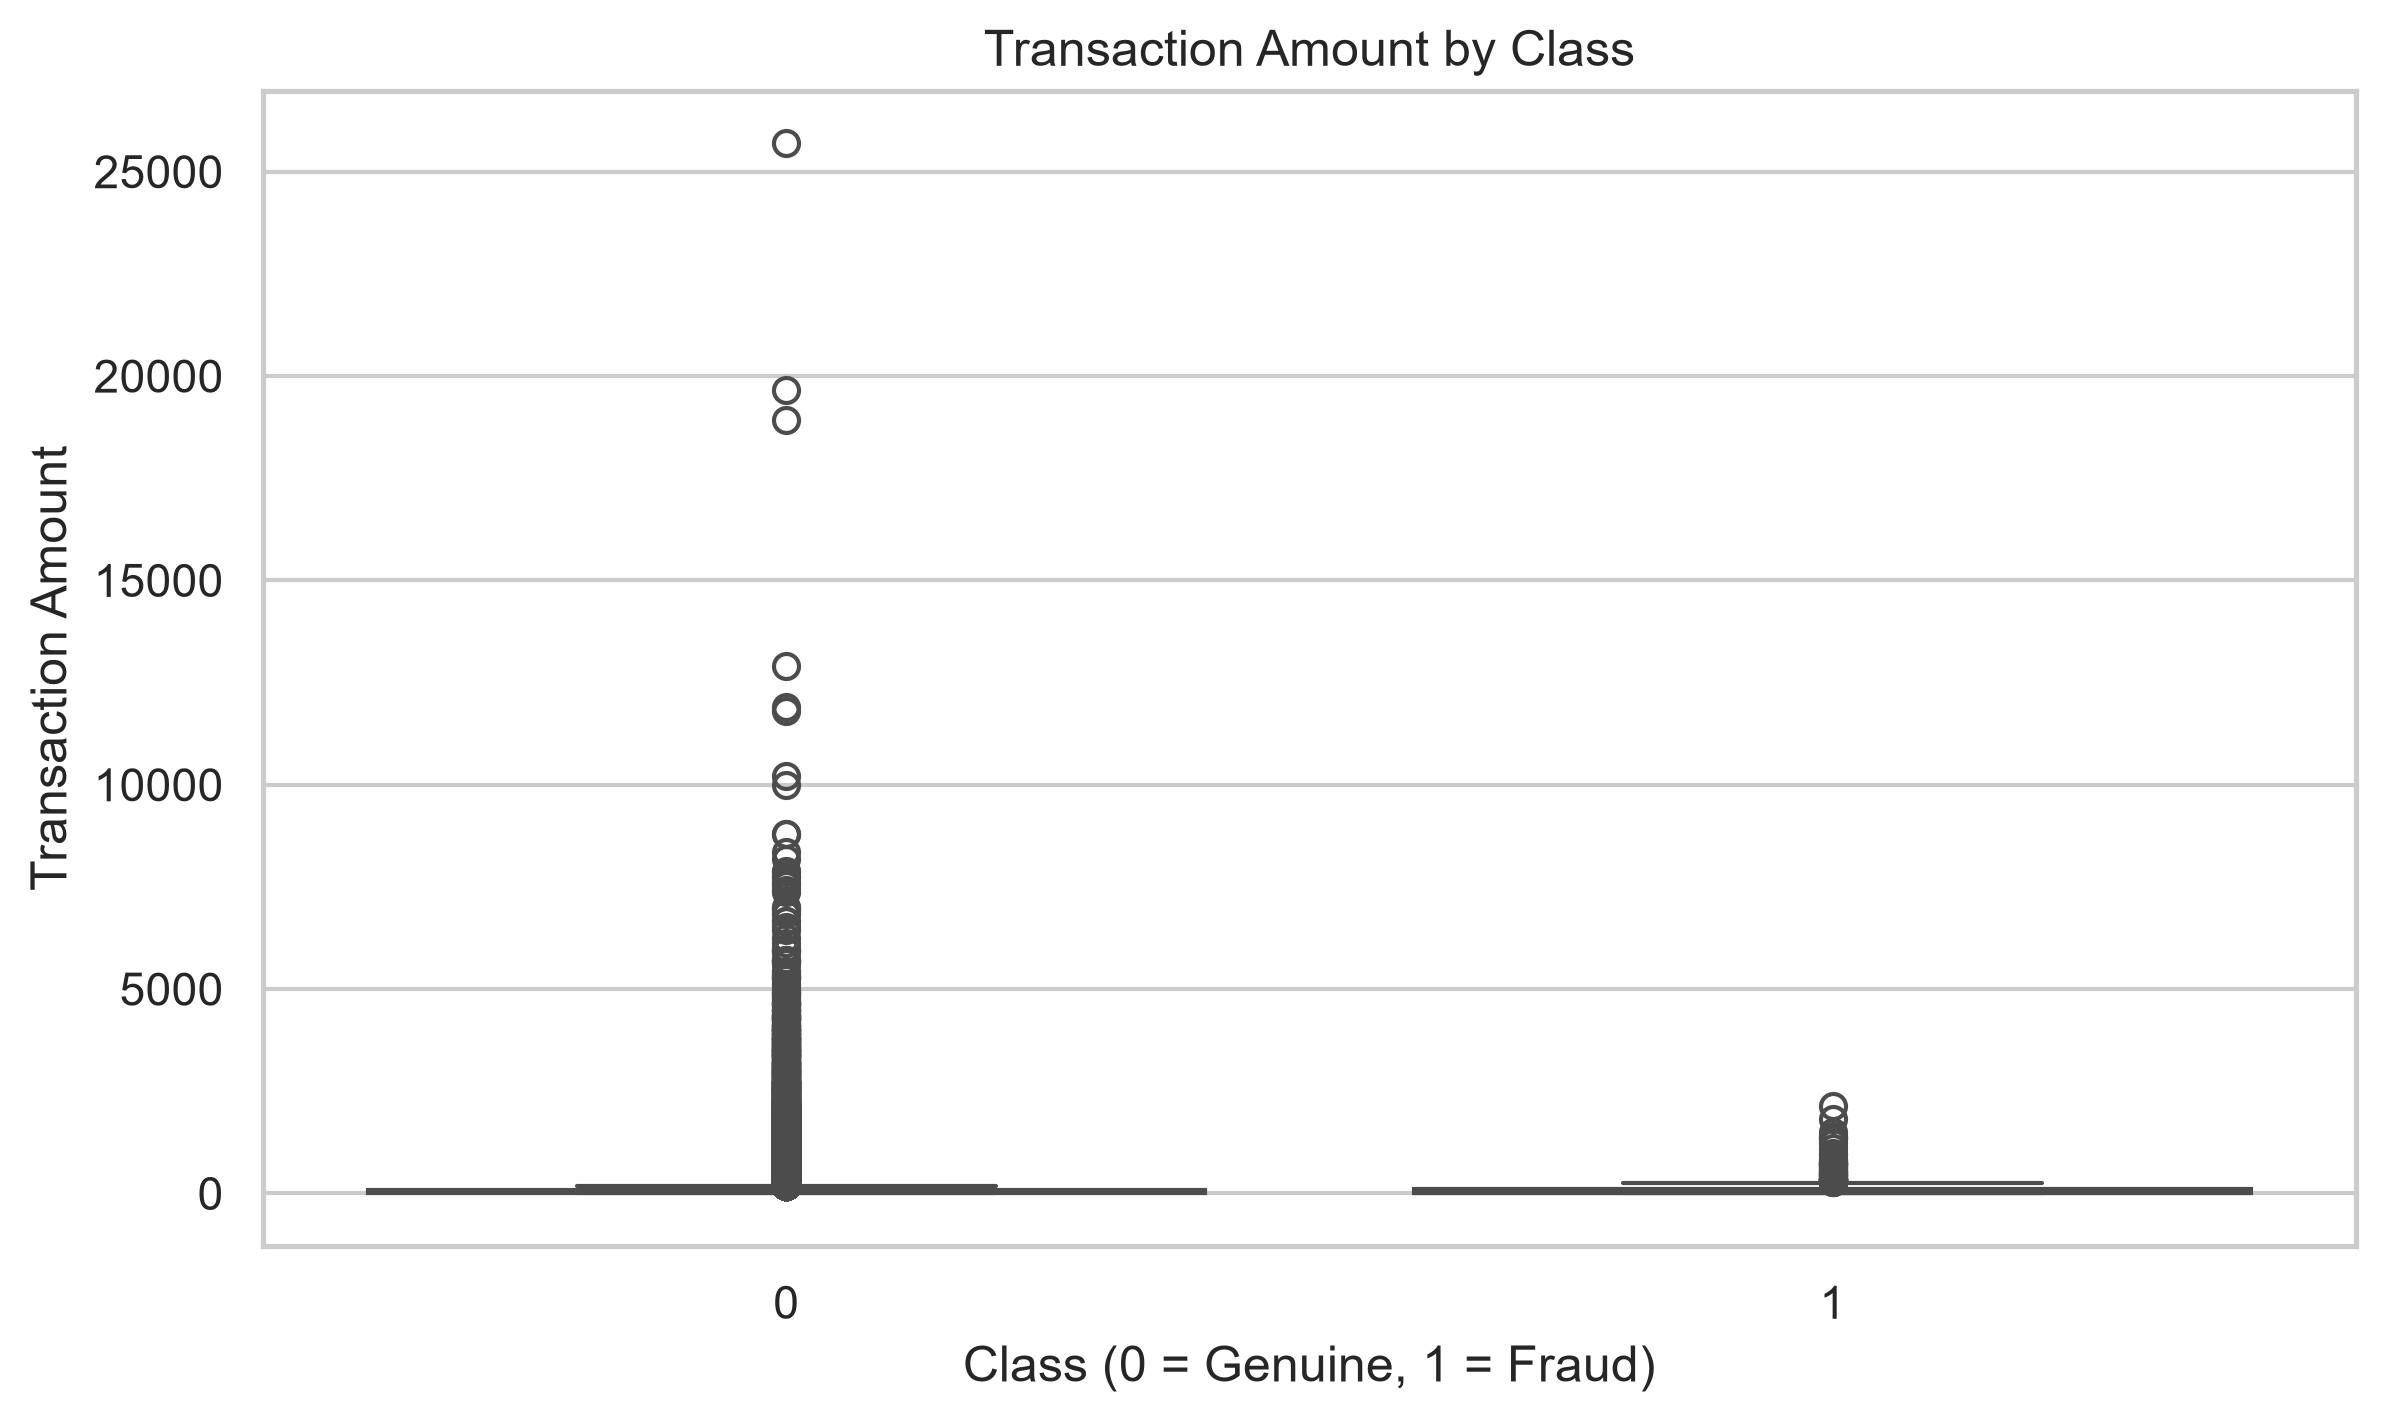 Transaction Amount by Class
Transaction Amount
25000
20000
15000
10000
5000
0
0 1
Class (0 = Genuine, 1 = Fraud)